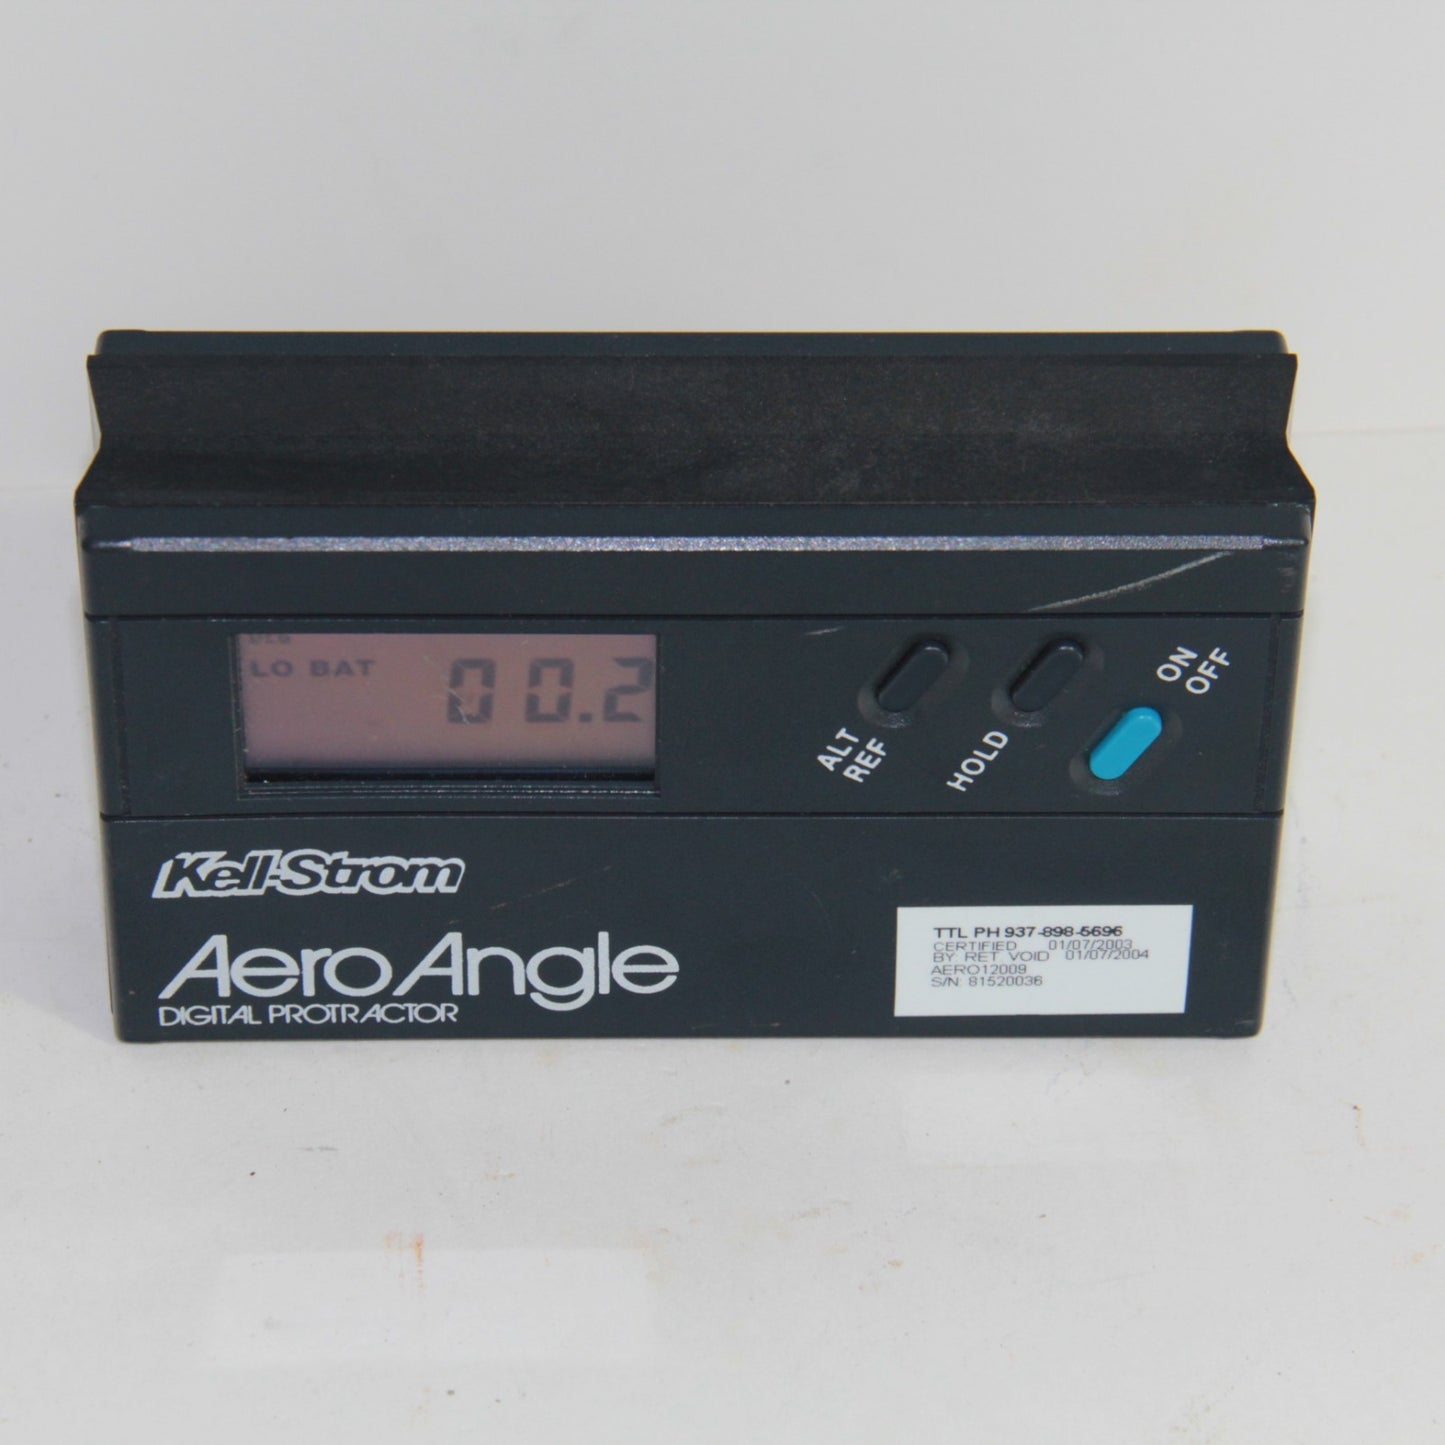 DEG
LO BAT 00.2
ALT
REF
HOLD
ON
OFF
Kell-Strom
Aero Angle
DIGITAL PROTRACTOR
TTL PH 937-898-5696
CERTIFIED 01/07/2003
BY RET VOID 01/07/2004
AERO12009
S/N: 81520036